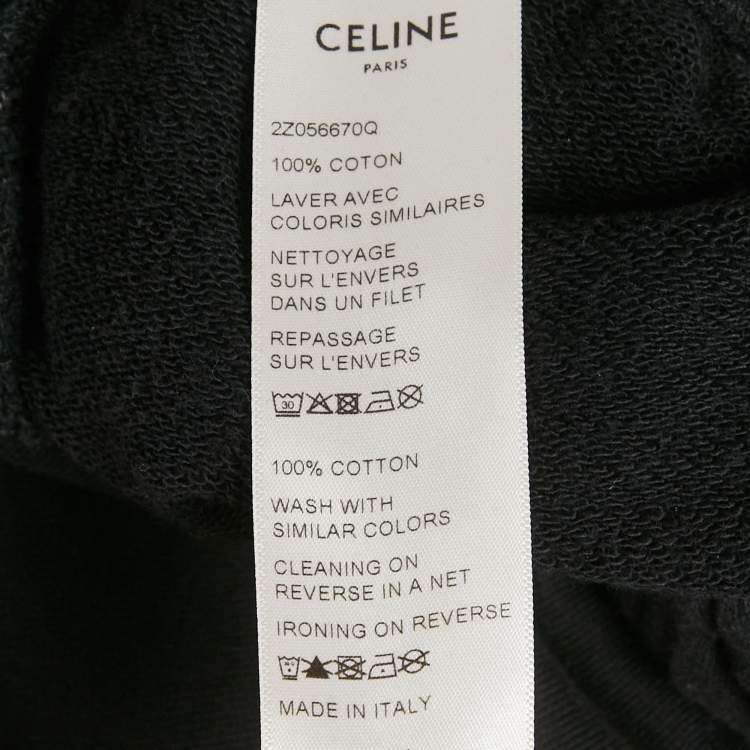 CELINE
PARIS
2Z056670Q
100% COTON
LAVER AVEC
COLORIS SIMILAIRES
NETTOYAGE
SUR L'ENVERS
DANS UN FILET
REPASSAGE
SUR L'ENVERS
30
100% COTTON
WASH WITH
SIMILAR COLORS
CLEANING ON
REVERSE IN A NET
IRONING ON REVERSE
MADE IN ITALY